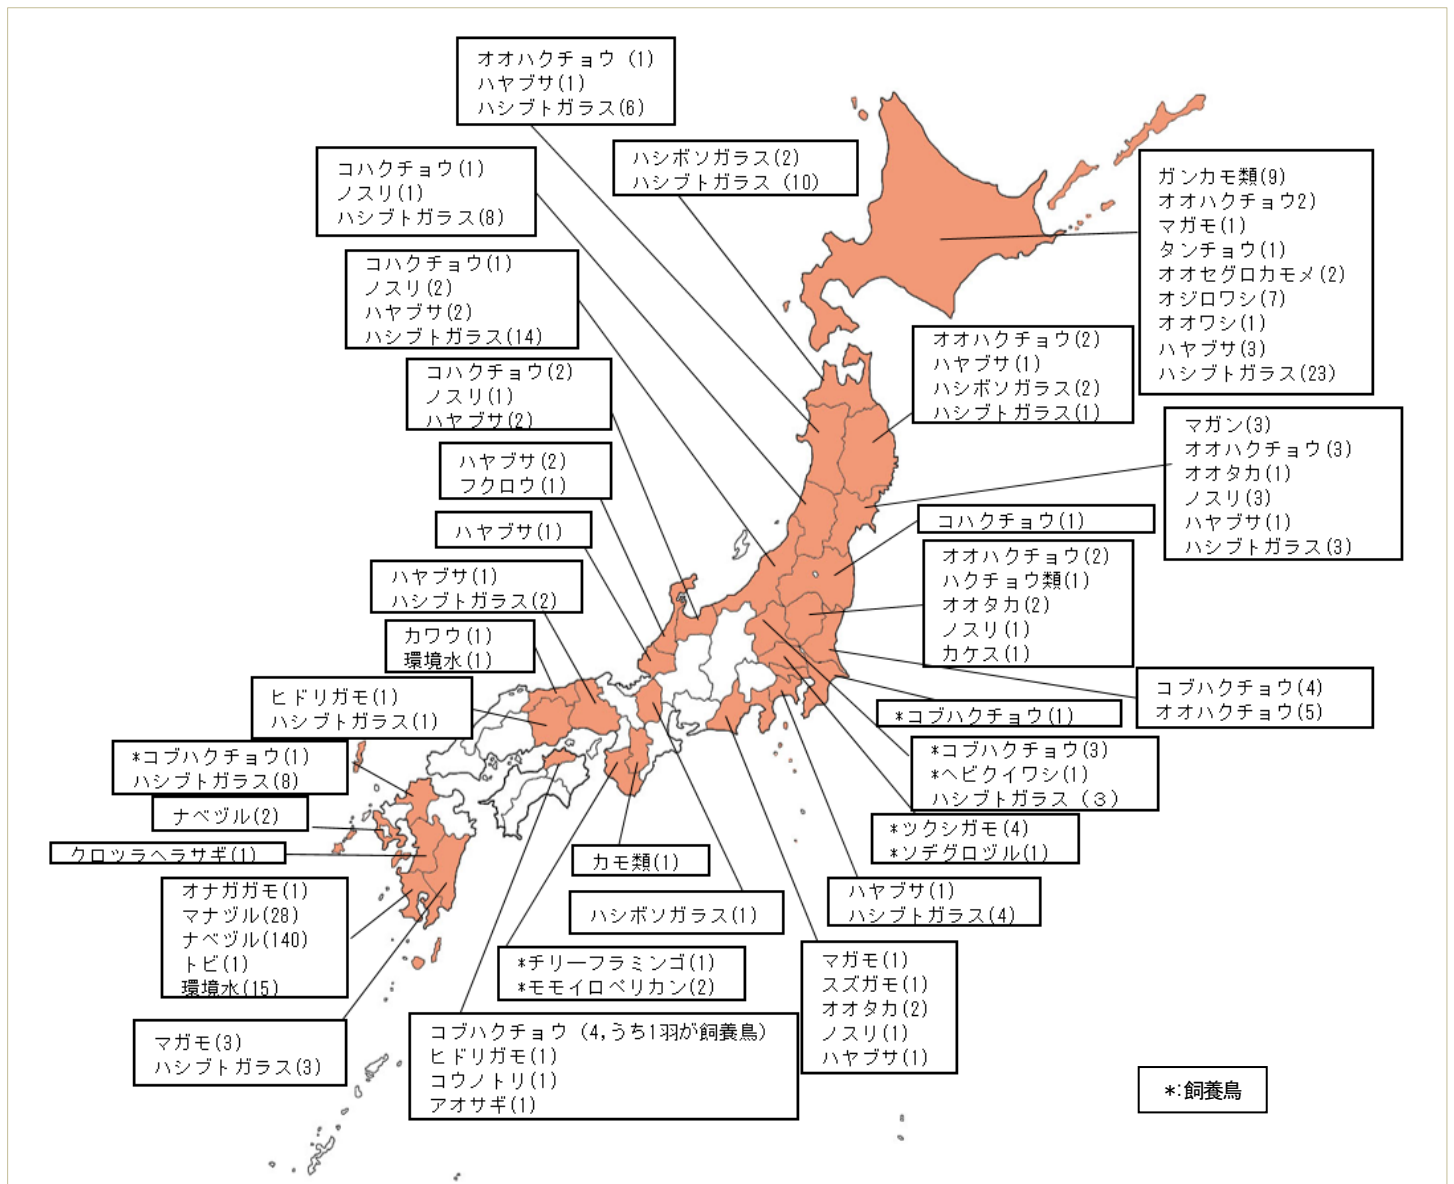 オオハクチョウ (1)
ハヤブサ(1)
ハシブトガラス(6)
ハシボソガラス(2)
ハシブトガラス (10)
コハクチョウ(1)
ノスリ(1)
ハシブトガラス(8)
ガンカモ類(9)
オオハクチョウ2)
マガモ(1)
タンチョウ(1)
オオセグロカモメ(2)
オジロワシ(7)
オオワシ(1)
ハヤブサ(3)
ハシブトガラス(23)
コハクチョウ(1)
ノスリ(2)
ハヤブサ(2)
ハシブトガラス(14)
オオハクチョウ(2)
ハヤブサ(1)
ハシボソガラス(2)
ハシブトガラス(1)
コハクチョウ(2)
ノスリ(1)
ハヤブサ(2)
マガン(3)
オオハクチョウ(3)
オオタカ(1)
ノスリ(3)
ハヤブサ(1)
ハシブトガラス(3)
ハヤブサ(2)
フクロウ(1)
コハクチョウ(1)
ハヤブサ(1)
オオハクチョウ(2)
ハクチョウ類(1)
オオタカ(2)
ノスリ(1)
カケス(1)
ハヤブサ(1)
ハシブトガラス(2)
カワウ(1)
環境水(1)
コブハクチョウ(4)
オオハクチョウ(5)
ヒドリガモ(1)
ハシブトガラス(1)
*コブハクチョウ(1)
*コブハクチョウ(1)
ハシブトガラス(8)
*コブハクチョウ(3)
*ヘビクイワシ(1)
ハシブトガラス(3)
ナベヅル(2)
*ツクシガモ(4)
*ソデグロヅル(1)
クロツラヘラサギ(1)
カモ類(1)
オナガガモ(1)
マナヅル(28)
ナベヅル(140)
トビ(1)
環境水(15)
ハヤブサ(1)
ハシブトガラス(4)
ハシボソガラス(1)
*チリーフラミンゴ(1)
*モモイロペリカン(2)
マガモ(1)
スズガモ(1)
オオタカ(2)
ノスリ(1)
ハヤブサ(1)
マガモ(3)
ハシブトガラス(3)
コブハクチョウ (4,うち1羽が飼養鳥)
ヒドリガモ(1)
コウノトリ(1)
アオサギ(1)
*:飼養鳥